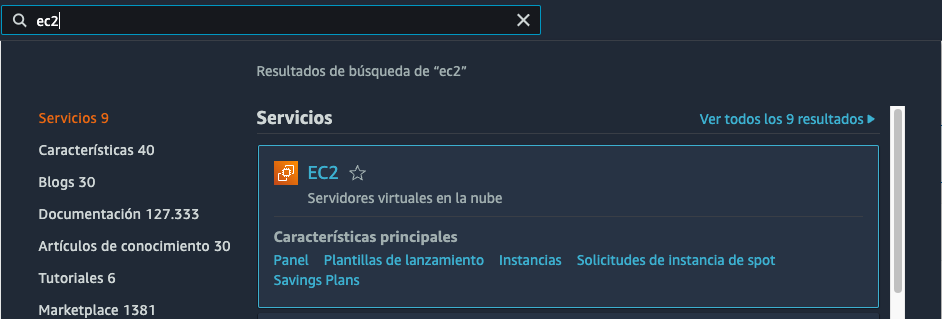 ec2
Resultados de búsqueda de “ec2”
Servicios 9
Características 40
Blogs 30
Documentación 127.333
Artículos de conocimiento 30
Tutoriales 6
Marketplace 1381
Servicios
Ver todos los 9 resultados
EC2
Servidores virtuales en la nube
Características principales
Panel Plantillas de lanzamiento Instancias Solicitudes de instancia de spot
Savings Plans